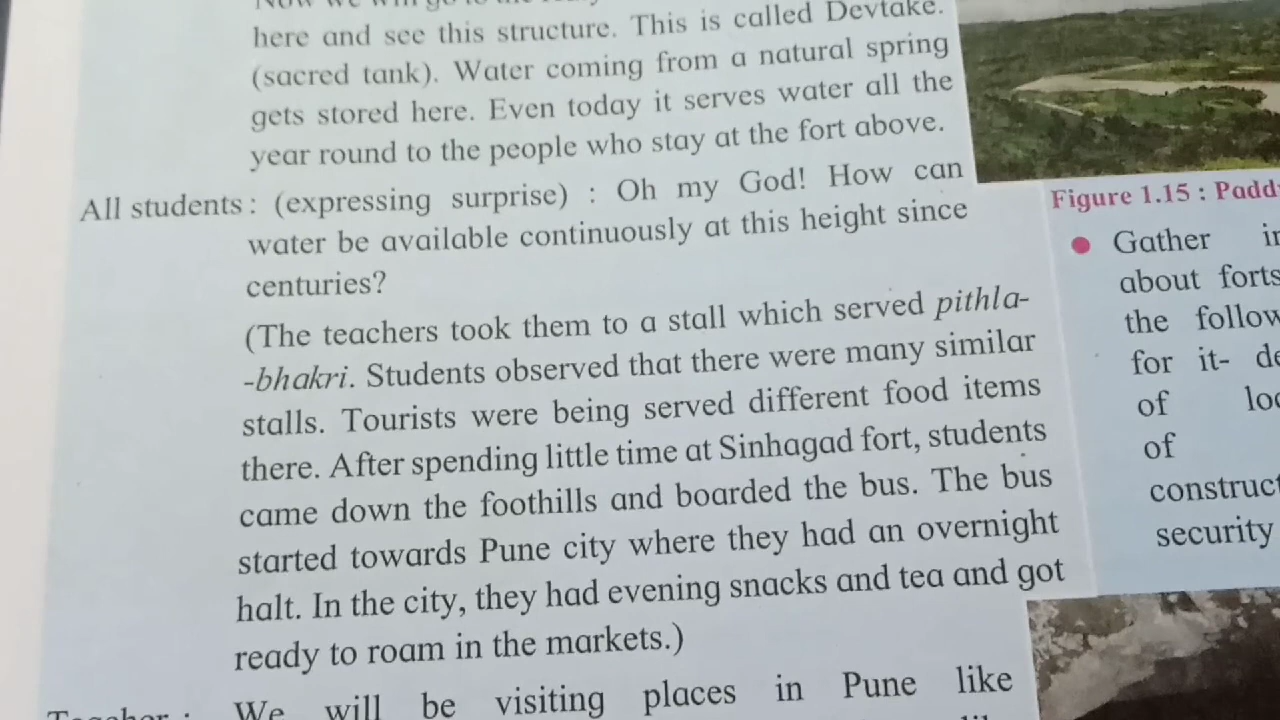 here and see this structure. This is called Devtake.
(sacred tank). Water coming from a natural spring
gets stored here. Even today it serves water all the
year round to the people who stay at the fort above.
All students : (expressing surprise) : Oh my God! How can
water be available continuously at this height since
centuries?
(The teachers took them to a stall which served pithla-
-bhakri. Students observed that there were many similar
stalls. Tourists were being served different food items
there. After spending little time at Sinhagad fort, students
came down the foothills and boarded the bus. The bus
started towards Pune city where they had an overnight
halt. In the city, they had evening snacks and tea and got
ready to roam in the markets.)
We will be visiting places in Pune like
Figure 1.15 :
● Gather
about forts
the
for it-
of
of
security